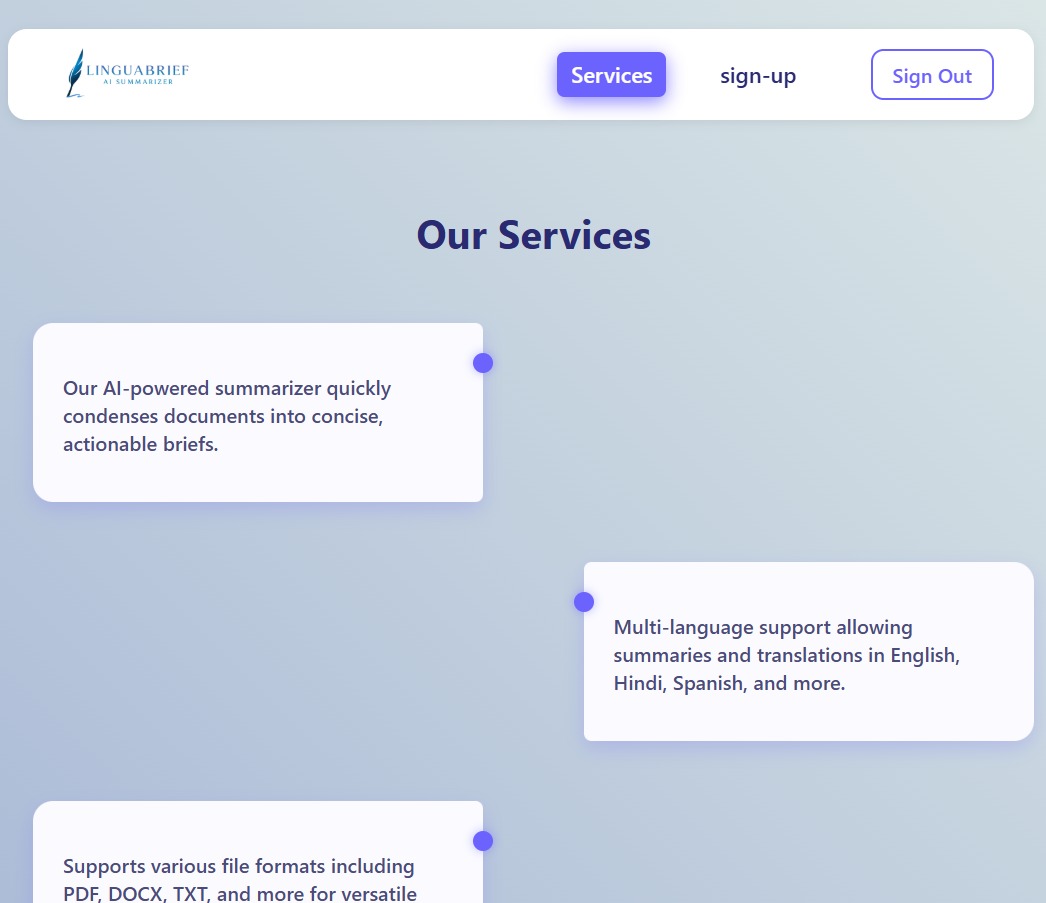 LINGUABRIEF
AI SUMMARIZER
Services
sign-up
Sign Out
Our Services
Our AI-powered summarizer quickly
condenses documents into concise,
actionable briefs.
Multi-language support allowing
summaries and translations in English,
Hindi, Spanish, and more.
Supports various file formats including
PDF, DOCX, TXT, and more for versatile